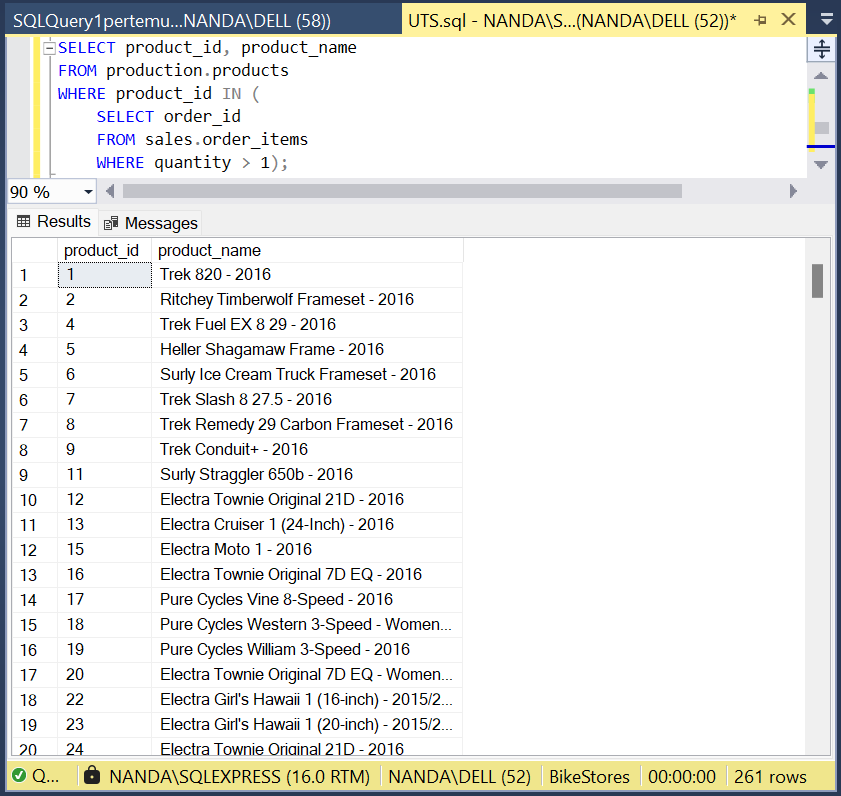 SQLQuery1pertemu...NANDA\DELL (58)) UTS.sql - NANDA\S...(NANDA\DELL (52))*
SELECT product_id, product_name
FROM production.products
WHERE product_id IN (
SELECT order_id
FROM sales.order_items
WHERE quantity > 1);
90 %
Results Messages
product_id product_name
1 1 Trek 820 - 2016
2 2 Ritchey Timberwolf Frameset - 2016
3 4 Trek Fuel EX 8 29 - 2016
4 5 Heller Shagamaw Frame - 2016
5 6 Surly Ice Cream Truck Frameset - 2016
6 7 Trek Slash 8 27.5 - 2016
7 8 Trek Remedy 29 Carbon Frameset - 2016
8 9 Trek Conduit+ - 2016
9 11 Surly Straggler 650b - 2016
10 12 Electra Townie Original 21D - 2016
11 13 Electra Cruiser 1 (24-Inch) - 2016
12 15 Electra Moto 1 - 2016
13 16 Electra Townie Original 7D EQ - 2016
14 17 Pure Cycles Vine 8-Speed - 2016
15 18 Pure Cycles Western 3-Speed - Women...
16 19 Pure Cycles William 3-Speed - 2016
17 20 Electra Townie Original 7D EQ - Women...
18 22 Electra Girl's Hawaii 1 (16-inch) - 2015/2...
19 23 Electra Girl's Hawaii 1 (20-inch) - 2015/2...
20 24 Electra Townie Original 21D - 2016
Q... NANDA\SQLEXPRESS (16.0 RTM) NANDA\DELL (52) BikeStores 00:00:00 261 rows